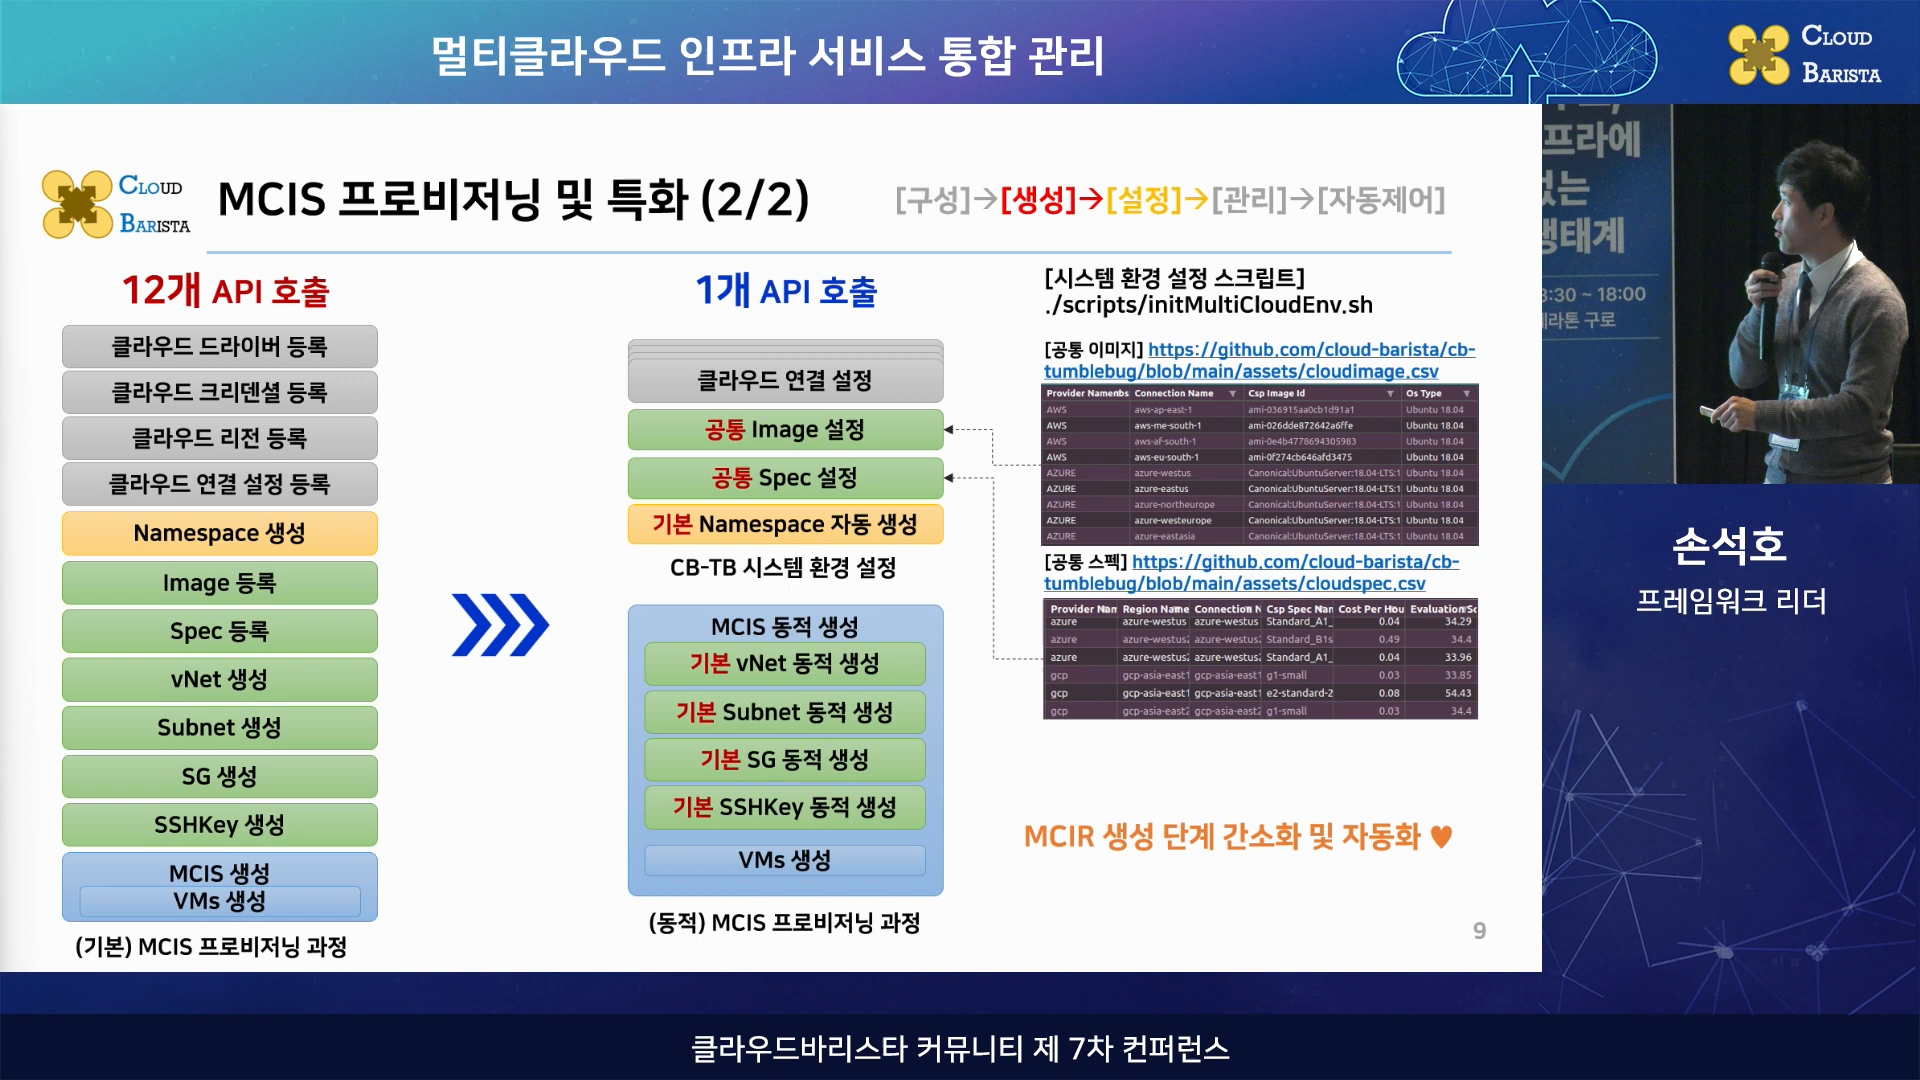 멀티클라우드 인프라 서비스 통합 관리
CLOUD
BARISTA
CLOUD
BARISTA
MCIS 프로비저닝 및 특화 (2/2)
[구성]→[생성]→[설정]→[관리]→[자동제어]
12개 API 호출
클라우드 드라이버 등록
클라우드 크리덴셜 등록
클라우드 리전 등록
클라우드 연결 설정 등록
Namespace 생성
Image 등록
Spec 등록
vNet 생성
Subnet 생성
SG 생성
SSHKey 생성
MCIS 생성
VMs 생성
(기본) MCIS 프로비저닝 과정
1개 API 호출
클라우드 연결 설정
공통 Image 설정
공통 Spec 설정
기본 Namespace 자동 생성
CB-TB 시스템 환경 설정
MCIS 동적 생성
기본 vNet 동적 생성
기본 Subnet 동적 생성
기본 SG 동적 생성
기본 SSHKey 동적 생성
VMs 생성
(동적) MCIS 프로비저닝 과정
[시스템 환경 설정 스크립트]
./scripts/initMultiCloudEnv.sh
[공통 이미지] https://github.com/cloud-barista/cb-
tumblebug/blob/main/assets/cloudimage.csv
Provider Namenbs Connection Name Csp Image Id Os Type
AWS aws-ap-east-1 ami-036915aa0cb1d91a1 Ubuntu 18.04
AWS aws-me-south-1 ami-026dde872642a6ffe Ubuntu 18.04
AWS aws-af-south-1 ami-0e4b4778694305983 Ubuntu 18.04
AWS aws-eu-south-1 ami-0f274cb646afd3475 Ubuntu 18.04
AZURE azure-westus Canonical:UbuntuServer:18.04-LTS:1 Ubuntu 18.04
AZURE azure-eastus Canonical:UbuntuServer:18.04-LTS:1 Ubuntu 18.04
AZURE azure-northeurope Canonical:UbuntuServer:18.04-LTS:1 Ubuntu 18.04
AZURE azure-westeurope Canonical:UbuntuServer:18.04-LTS:1 Ubuntu 18.04
AZURE azure-eastasia Canonical:UbuntuServer:18.04-LTS:1 Ubuntu 18.04
[공통 스펙] https://github.com/cloud-barista/cb-
tumblebug/blob/main/assets/cloudspec.csv
Provider Nam Region Name Connection N Csp Spec Nan Cost Per Hou Evaluation Sc
azure azure-westus azure-westus Standard_A1_ 0.04 34.29
azure azure-westus2 azure-westus2 Standard_B1s 0.49 34.4
azure azure-westus2 azure-westus2 Standard_A1_ 0.04 33.96
gcp gcp-asia-east1 gcp-asia-east1 g1-small 0.03 33.85
gcp gcp-asia-east1 gcp-asia-east1 e2-standard-2 0.08 54.43
gcp gcp-asia-east2 gcp-asia-east2 g1-small 0.03 34.4
MCIR 생성 단계 간소화 및 자동화 ♥
9
프라에
없는
생태계
3:30 ~ 18:00
라톤 구로
손석호
프레임워크 리더
클라우드바리스타 커뮤니티 제 7차 컨퍼런스